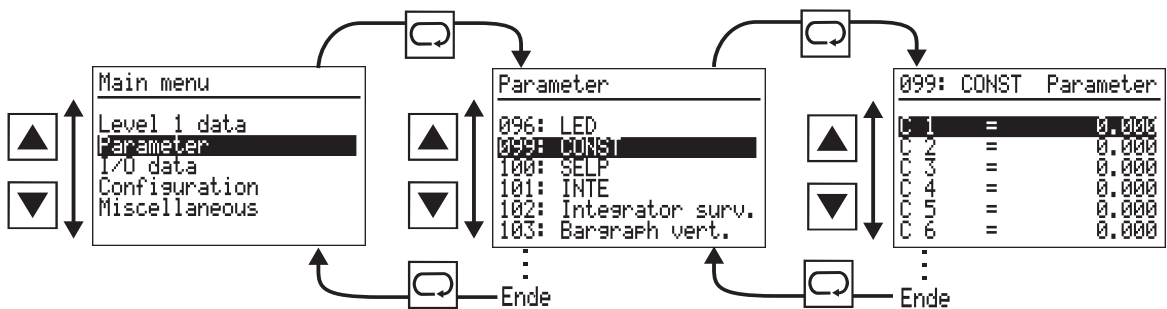 Main menu
Level 1 data
Parameter
I/O data
Configuration
Miscellaneous
Parameter
096: LED
099: CONST
100: SELP
101: INTE
102: Integrator surv.
103: Bargraph vert.
Ende
099: CONST Parameter
C 1 = 0.000
C 2 = 0.000
C 3 = 0.000
C 4 = 0.000
C 5 = 0.000
C 6 = 0.000
Ende